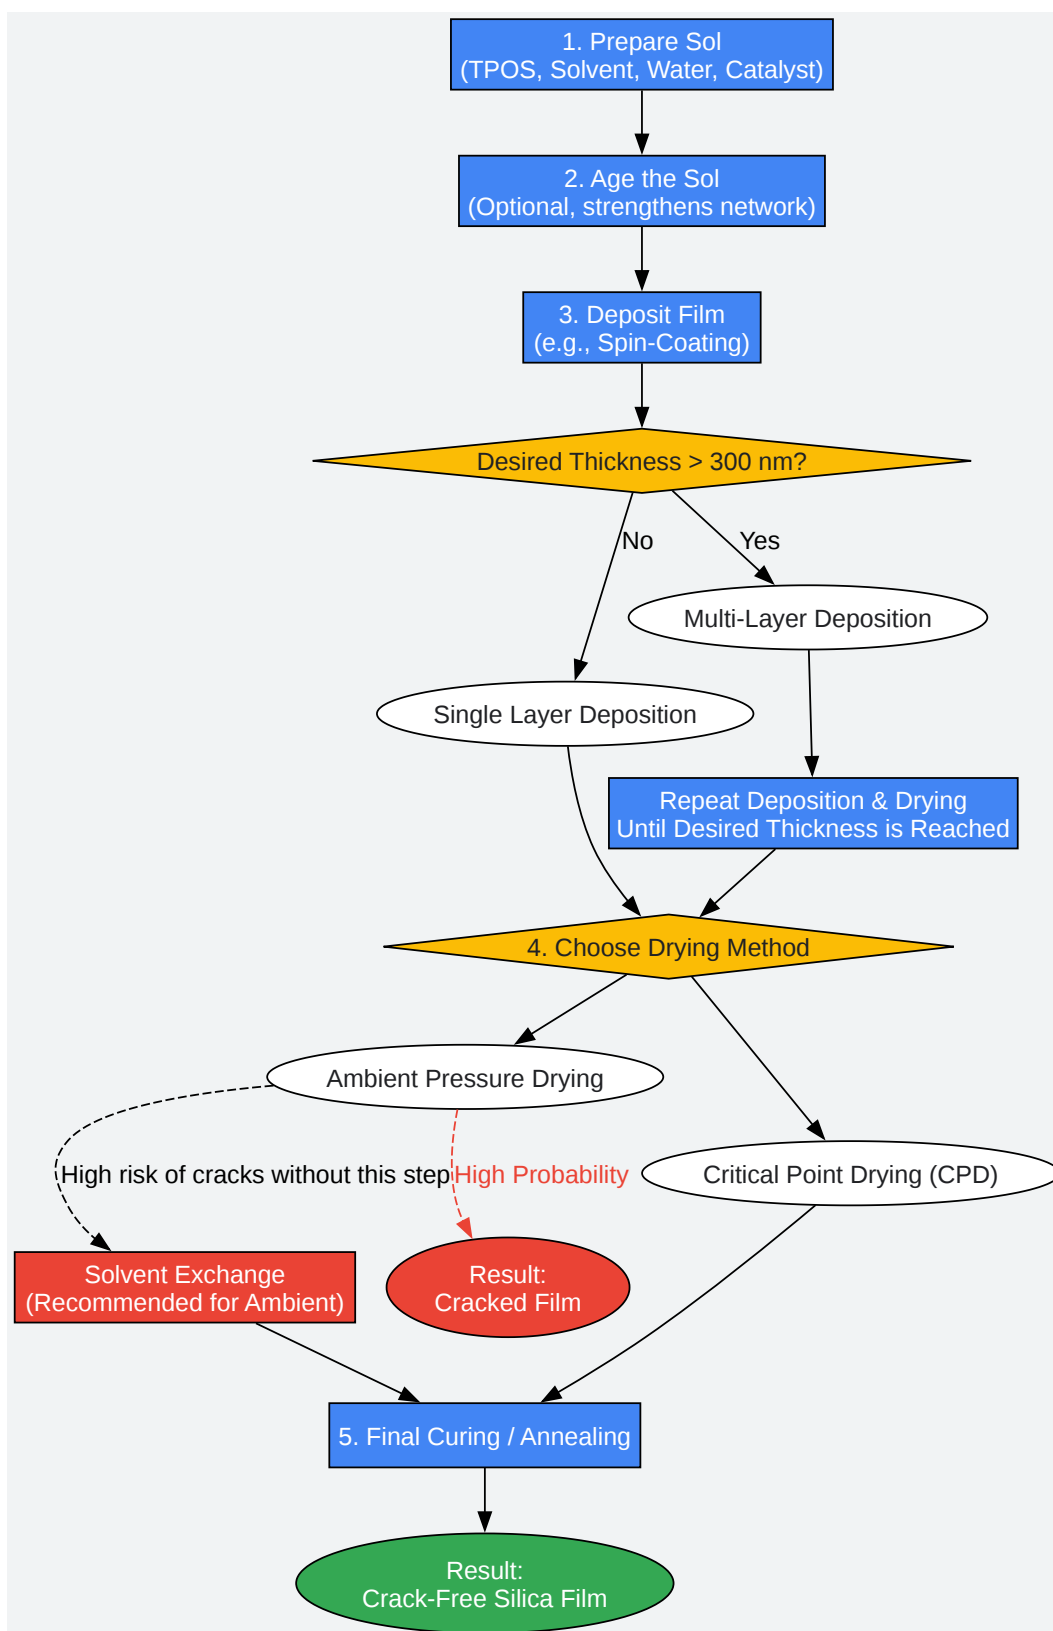 1. Prepare Sol
(TPOS, Solvent, Water, Catalyst)
2. Age the Sol
(Optional, strengthens network)
3. Deposit Film
(e.g., Spin-Coating)
Desired Thickness > 300 nm?
No
Yes
Multi-Layer Deposition
Single Layer Deposition
Repeat Deposition & Drying
Until Desired Thickness is Reached
4. Choose Drying Method
Ambient Pressure Drying
High risk of cracks without this step
High Probability
Critical Point Drying (CPD)
Solvent Exchange
(Recommended for Ambient)
Result:
Cracked Film
5. Final Curing / Annealing
Result:
Crack-Free Silica Film